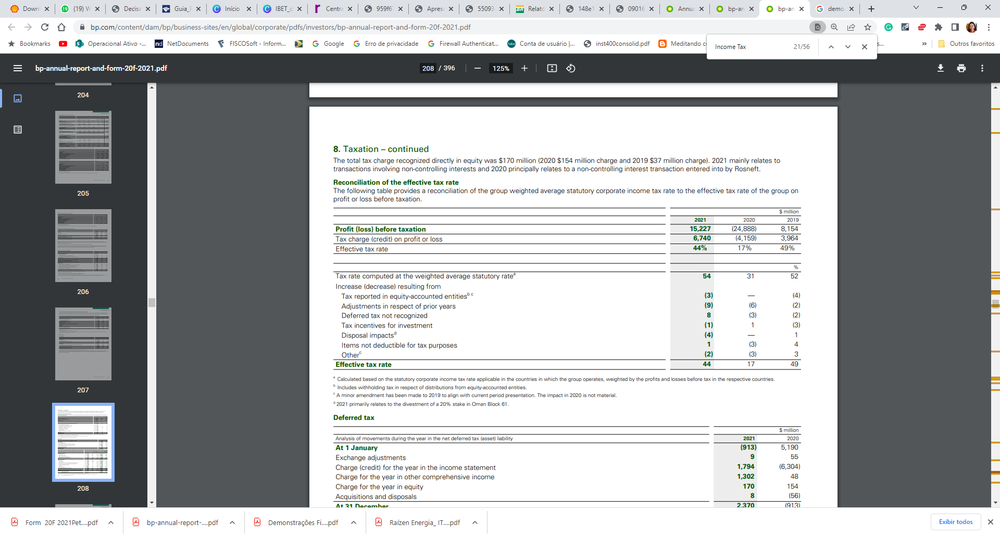 Downl
(19) W
Decisa
Guia_F
Início
IBET_c
Centra
959f6
Apres
55093
Relató
148e1
09016
Annua
bp-an
bp-an
demo
bp.com/content/dam/bp/business-sites/en/global/corporate/pdfs/investors/bp-annual-report-and-form-20f-2021.pdf
Bookmarks
Operacional Ativo -...
nd NetDocuments
FISCOSoft - Inform...
Google
Erro de privacidade
Firewall Authenticat...
Conta de usuário |...
inst400consolid.pdf
Meditando c
s...
»
Outros favoritos
Income Tax 21/56
bp-annual-report-and-form-20f-2021.pdf
208 / 396
125%
204
205
206
207
208
8. Taxation – continued
The total tax charge recognized directly in equity was $170 million (2020 $154 million charge and 2019 $37 million charge). 2021 mainly relates to
transactions involving non-controlling interests and 2020 principally relates to a non-controlling interest transaction entered into by Rosneft.
Reconciliation of the effective tax rate
The following table provides a reconciliation of the group weighted average statutory corporate income tax rate to the effective tax rate of the group on
profit or loss before taxation.
$ million
2021 2020 2019
Profit (loss) before taxation 15,227 (24,888) 8,154
Tax charge (credit) on profit or loss 6,740 (4,159) 3,964
Effective tax rate 44% 17% 49%
%
Tax rate computed at the weighted average statutory rate a 54 31 52
Increase (decrease) resulting from
Tax reported in equity-accounted entities b c (3) — (4)
Adjustments in respect of prior years (9) (6) (2)
Deferred tax not recognized 8 (3) (2)
Tax incentives for investment (1) 1 (3)
Disposal impacts d (4) — 1
Items not deductible for tax purposes 1 (3) 4
Other c (2) (3) 3
Effective tax rate 44 17 49
a Calculated based on the statutory corporate income tax rate applicable in the countries in which the group operates, weighted by the profits and losses before tax in the respective countries.
b Includes withholding tax in respect of distributions from equity-accounted entities.
c A minor amendment has been made to 2019 to align with current period presentation. The impact in 2020 is not material.
d 2021 primarily relates to the divestment of a 20% stake in Oman Block 61.
Deferred tax
$ million
Analysis of movements during the year in the net deferred tax (asset) liability 2021 2020
At 1 January (913) 5,190
Exchange adjustments 9 55
Charge (credit) for the year in the income statement 1,794 (6,304)
Charge for the year in other comprehensive income 1,302 48
Charge for the year in equity 170 154
Acquisitions and disposals 8 (56)
At 31 December 2,370 (913)
Form 20F 2021Pet....pdf
bp-annual-report-....pdf
Demonstrações Fi....pdf
Raízen Energia_ IT....pdf
Exibir todos